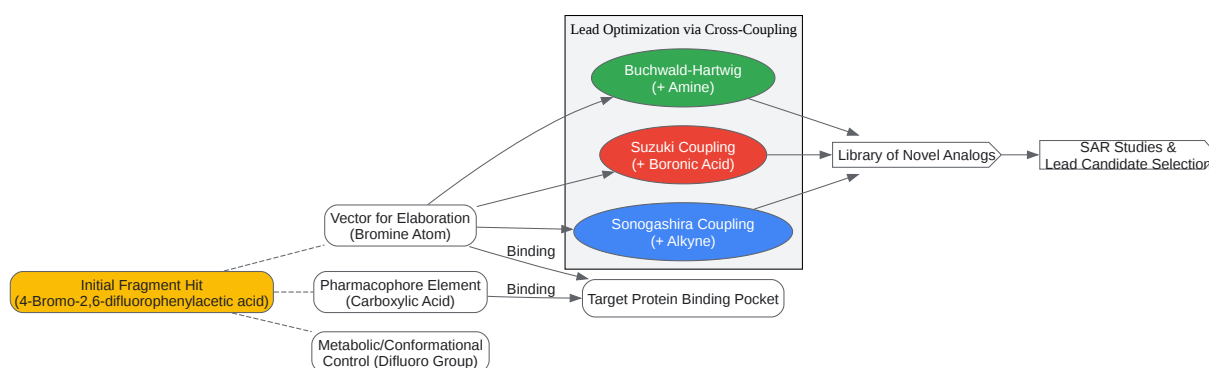 Lead Optimization via Cross-Coupling
Buchwald-Hartwig
(+ Amine)
Suzuki Coupling
(+ Boronic Acid)
Sonogashira Coupling
(+ Alkyne)
Library of Novel Analogs
SAR Studies &
Lead Candidate Selection
Vector for Elaboration
(Bromine Atom)
Binding
Initial Fragment Hit
(4-Bromo-2,6-difluorophenylacetic acid)
Pharmacophore Element
(Carboxylic Acid)
Binding
Target Protein Binding Pocket
Metabolic/Conformational
Control (Difluoro Group)